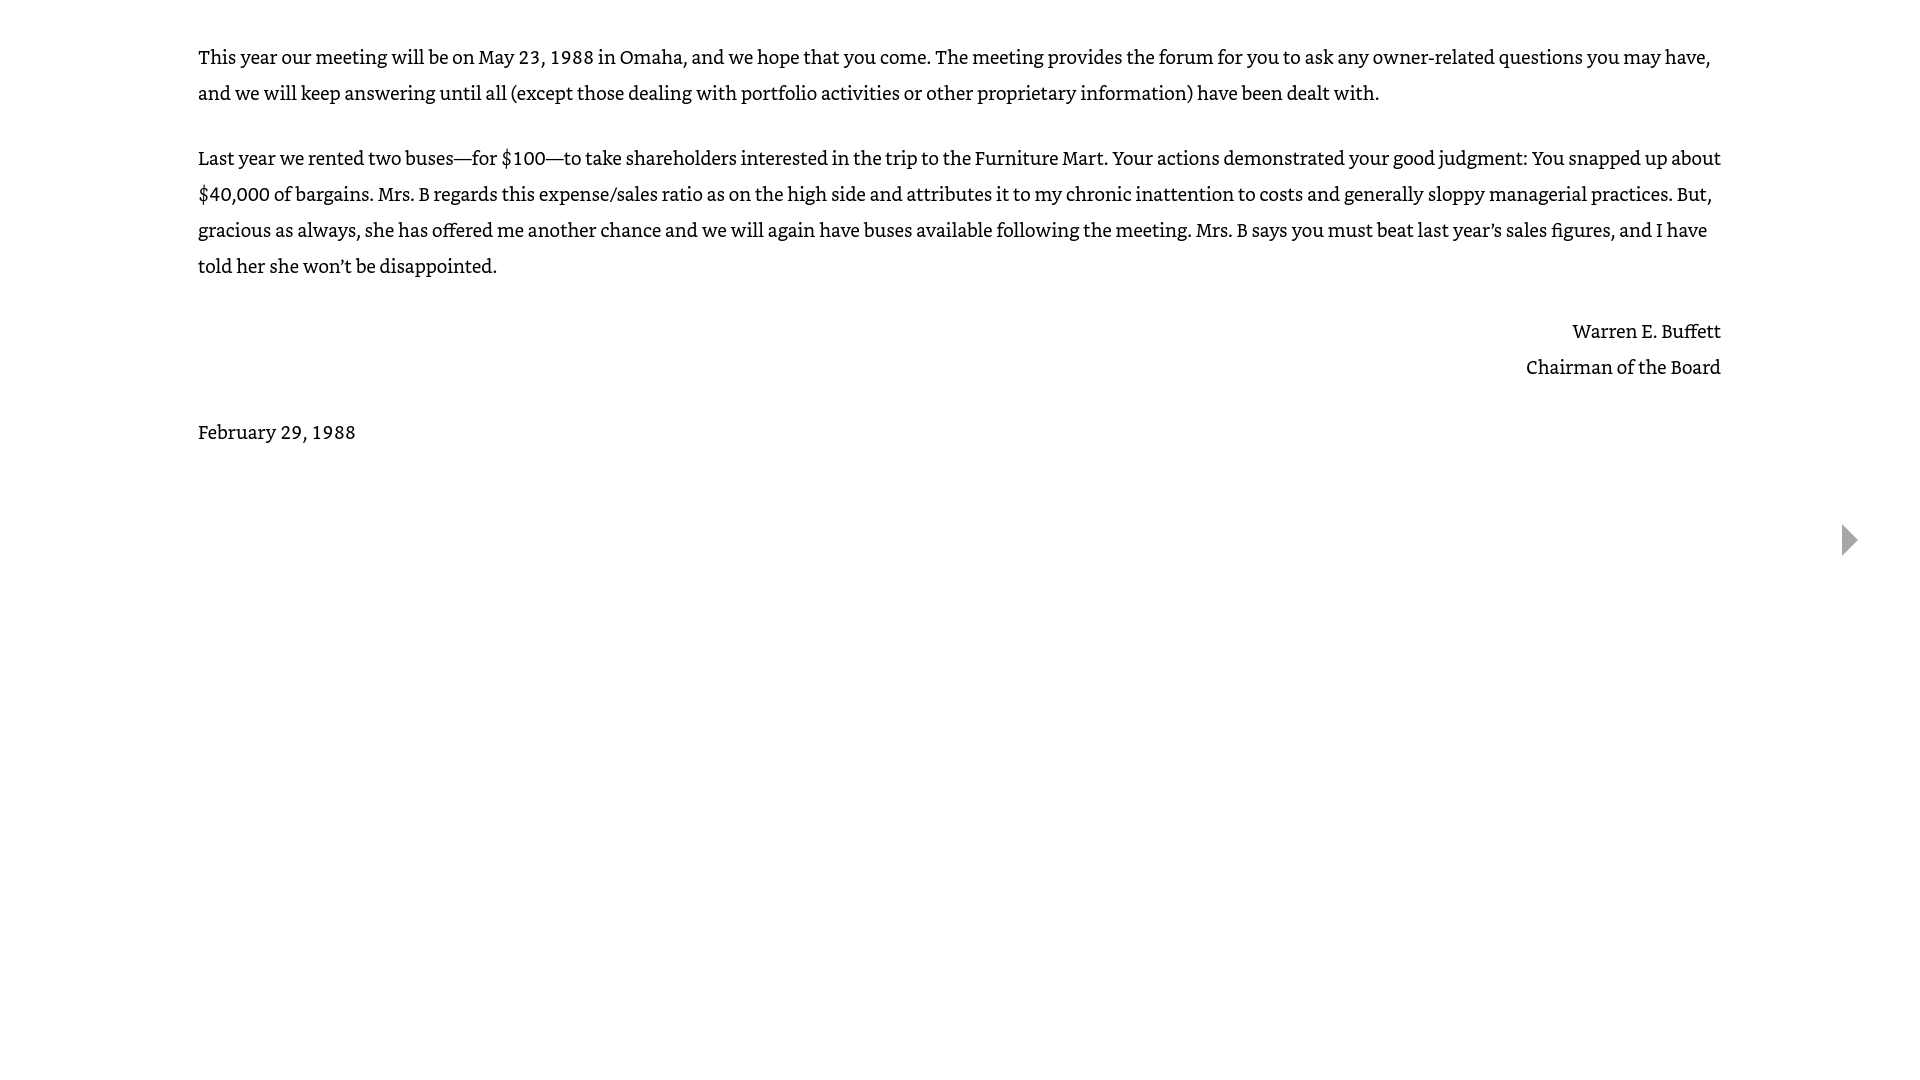 This year our meeting will be on May 23, 1988 in Omaha, and we hope that you come. The meeting provides the forum for you to ask any owner-related questions you may have,
and we will keep answering until all (except those dealing with portfolio activities or other proprietary information) have been dealt with.
Last year we rented two buses—for $100—to take shareholders interested in the trip to the Furniture Mart. Your actions demonstrated your good judgment: You snapped up about
$40,000 of bargains. Mrs. B regards this expense/sales ratio as on the high side and attributes it to my chronic inattention to costs and generally sloppy managerial practices. But,
gracious as always, she has offered me another chance and we will again have buses available following the meeting. Mrs. B says you must beat last year’s sales figures, and I have
told her she won’t be disappointed.
Warren E. Buffett
Chairman of the Board
February 29, 1988